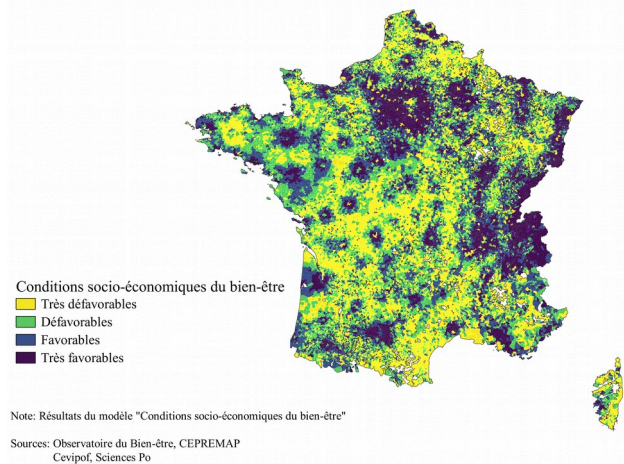 Conditions socio-économiques du bien-être
Très défavorables
Défavorables
Favorables
Très favorables
Note: Résultats du modèle "Conditions socio-économiques du bien-être"
Sources: Observatoire du Bien-être, CEPREMAP
Cevipof, Sciences Po